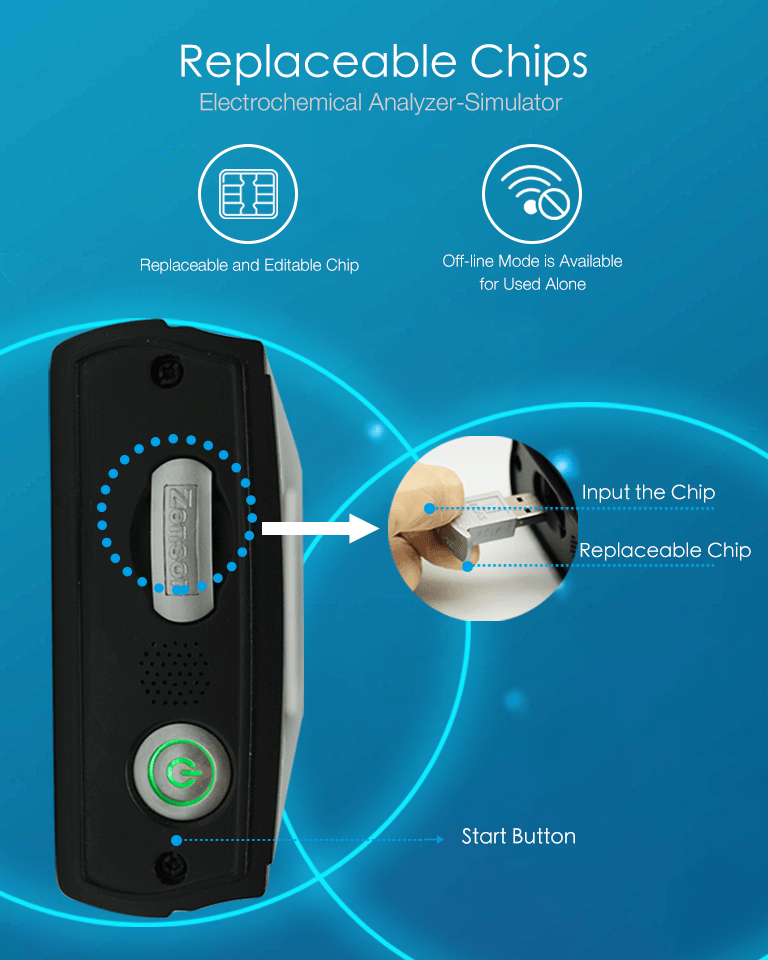 Replaceable Chips
Electrochemical Analyzer-Simulator
Replaceable and Editable Chip
Off-line Mode is Available
for Used Alone
Zensor
Input the Chip
Replaceable Chip
Start Button